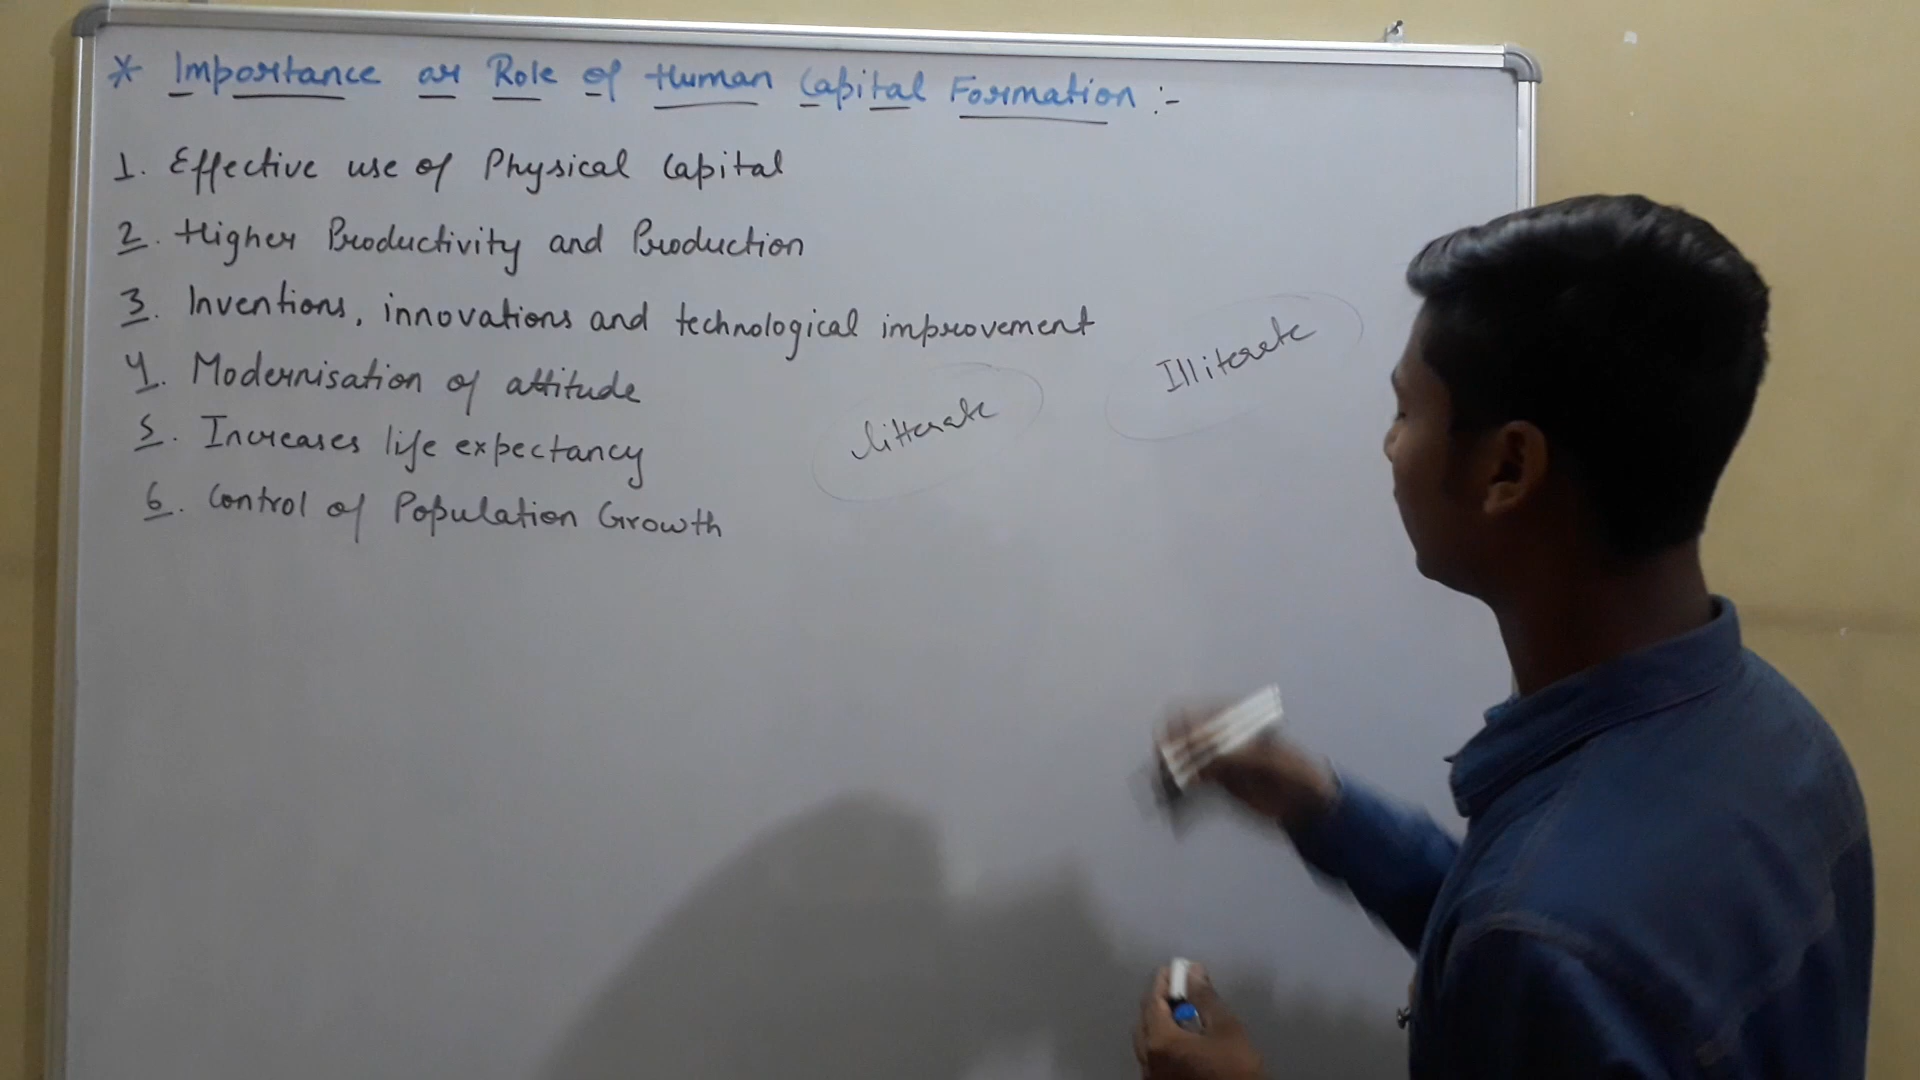 * Importance or Role of Human Capital Formation :-
1. Effective use of Physical Capital
2. Higher Productivity and Production
3. Inventions, innovations and technological improvement
4. Modernisation of attitude
5. Increases life expectancy
6. Control of Population Growth
litterate
Illiterate